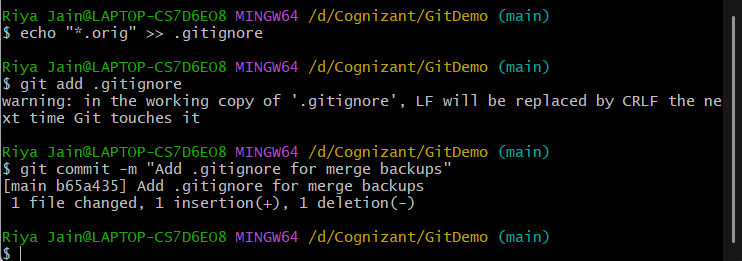 Riya Jain@LAPTOP-CS7D6EO8 MINGW64 /d/Cognizant/GitDemo (main)
$ echo "*.orig" >> .gitignore
Riya Jain@LAPTOP-CS7D6EO8 MINGW64 /d/Cognizant/GitDemo (main)
$ git add .gitignore
warning: in the working copy of '.gitignore', LF will be replaced by CRLF the ne
xt time Git touches it
Riya Jain@LAPTOP-CS7D6EO8 MINGW64 /d/Cognizant/GitDemo (main)
$ git commit -m "Add .gitignore for merge backups"
[main b65a435] Add .gitignore for merge backups
 1 file changed, 1 insertion(+), 1 deletion(-)
Riya Jain@LAPTOP-CS7D6EO8 MINGW64 /d/Cognizant/GitDemo (main)
$